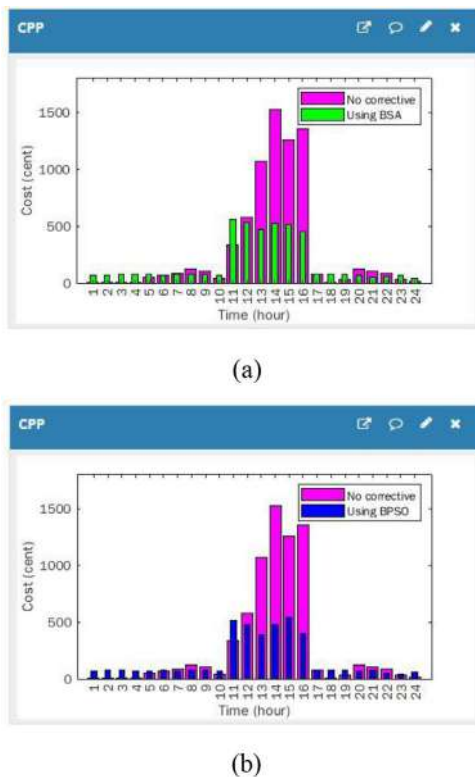 CPP
No corrective
Using BSA
Cost (cent)
1500
1000
500
0
1 2 3 4 5 6 7 8 9 10 11 12 13 14 15 16 17 18 19 20 21 22 23 24
Time (hour)
(a)
CPP
No corrective
Using BPSO
Cost (cent)
1500
1000
500
0
1 2 3 4 5 6 7 8 9 10 11 12 13 14 15 16 17 18 19 20 21 22 23 24
Time (hour)
(b)